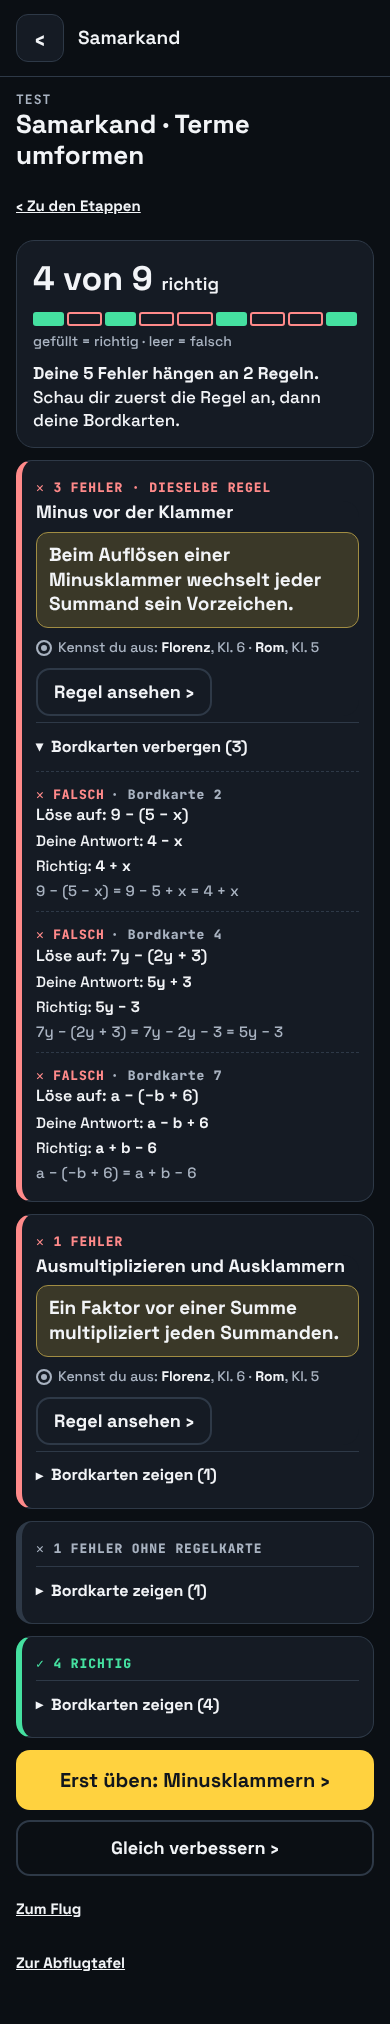 < Samarkand
TEST
Samarkand · Terme
umformen
< Zu den Etappen
4 von 9 richtig
gefüllt = richtig · leer = falsch
Deine 5 Fehler hängen an 2 Regeln.
Schau dir zuerst die Regel an, dann
deine Bordkarten.
× 3 FEHLER · DIESELBE REGEL
Minus vor der Klammer
Beim Auflösen einer
Minusklammer wechselt jeder
Summand sein Vorzeichen.
Kennst du aus: Florenz, Kl. 6 · Rom, Kl. 5
Regel ansehen >
▾ Bordkarten verbergen (3)
× FALSCH · Bordkarte 2
Löse auf: 9 − (5 − x)
Deine Antwort: 4 − x
Richtig: 4 + x
9 − (5 − x) = 9 − 5 + x = 4 + x
× FALSCH · Bordkarte 4
Löse auf: 7y − (2y + 3)
Deine Antwort: 5y + 3
Richtig: 5y − 3
7y − (2y + 3) = 7y − 2y − 3 = 5y − 3
× FALSCH · Bordkarte 7
Löse auf: a − (−b + 6)
Deine Antwort: a − b + 6
Richtig: a + b − 6
a − (−b + 6) = a + b − 6
× 1 FEHLER
Ausmultiplizieren und Ausklammern
Ein Faktor vor einer Summe
multipliziert jeden Summanden.
Kennst du aus: Florenz, Kl. 6 · Rom, Kl. 5
Regel ansehen >
▸ Bordkarten zeigen (1)
× 1 FEHLER OHNE REGELKARTE
▸ Bordkarte zeigen (1)
✓ 4 RICHTIG
▸ Bordkarten zeigen (4)
Erst üben: Minusklammern >
Gleich verbessern >
Zum Flug
Zur Abflugtafel